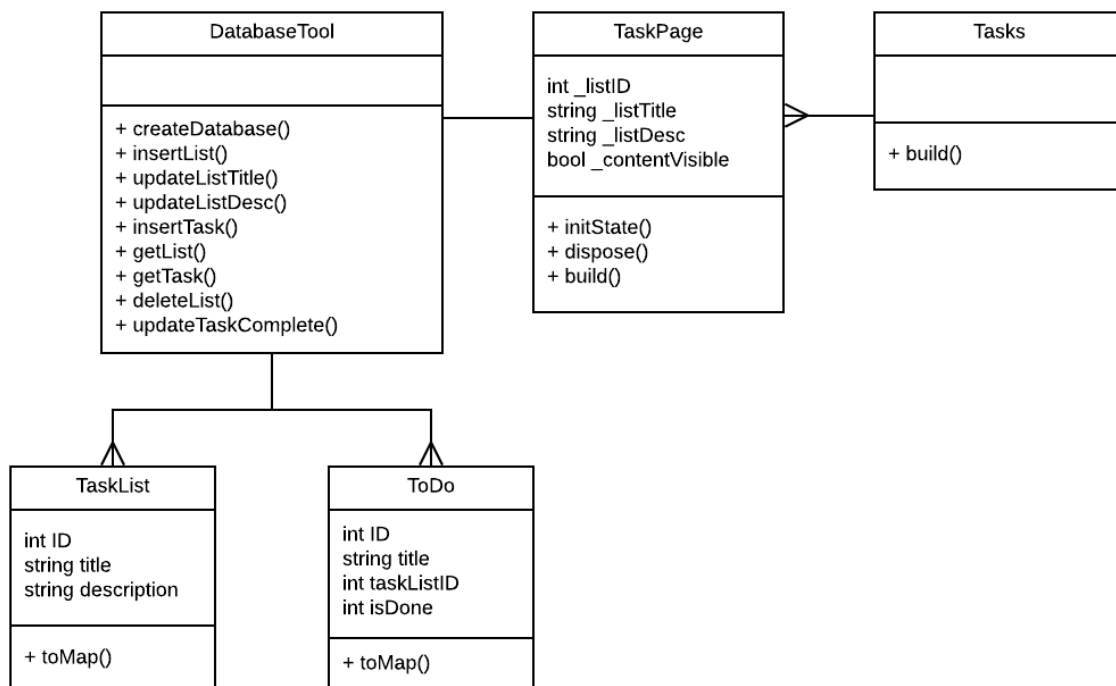 DatabaseTool
+ createDatabase()
+ insertList()
+ updateListTitle()
+ updateListDesc()
+ insertTask()
+ getList()
+ getTask()
+ deleteList()
+ updateTaskComplete()
TaskPage
int _listID
string _listTitle
string _listDesc
bool _contentVisible
+ initState()
+ dispose()
+ build()
Tasks
+ build()
TaskList
int ID
string title
string description
+ toMap()
ToDo
int ID
string title
int taskListID
int isDone
+ toMap()